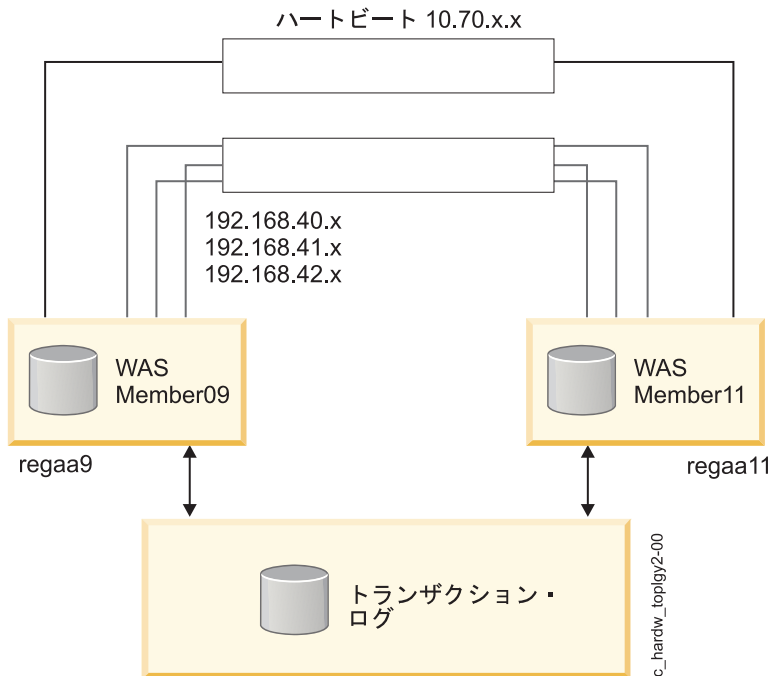 ハートビート 10.70.x.x
192.168.40.x
192.168.41.x
192.168.42.x
WAS
Member09
WAS
Member11
regaa9
regaa11
トランザクション・
ログ
c_hardw_toplgy2-00